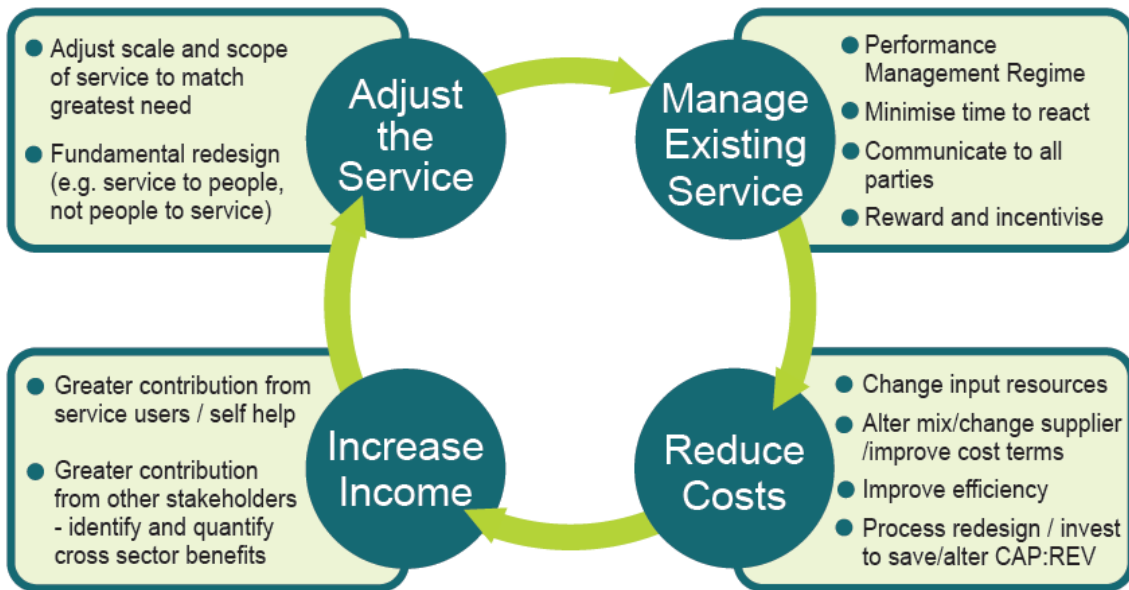 Adjust scale and scope
of service to match
greatest need
Fundamental redesign
(e.g. service to people,
not people to service)
Adjust
the
Service
Manage
Existing
Service
Performance
Management Regime
Minimise time to react
Communicate to all
parties
Reward and incentivise
Greater contribution from
service users / self help
Greater contribution
from other stakeholders
- identify and quantify
cross sector benefits
Increase
Income
Reduce
Costs
Change input resources
Alter mix/change supplier
/improve cost terms
Improve efficiency
Process redesign / invest
to save/alter CAP:REV